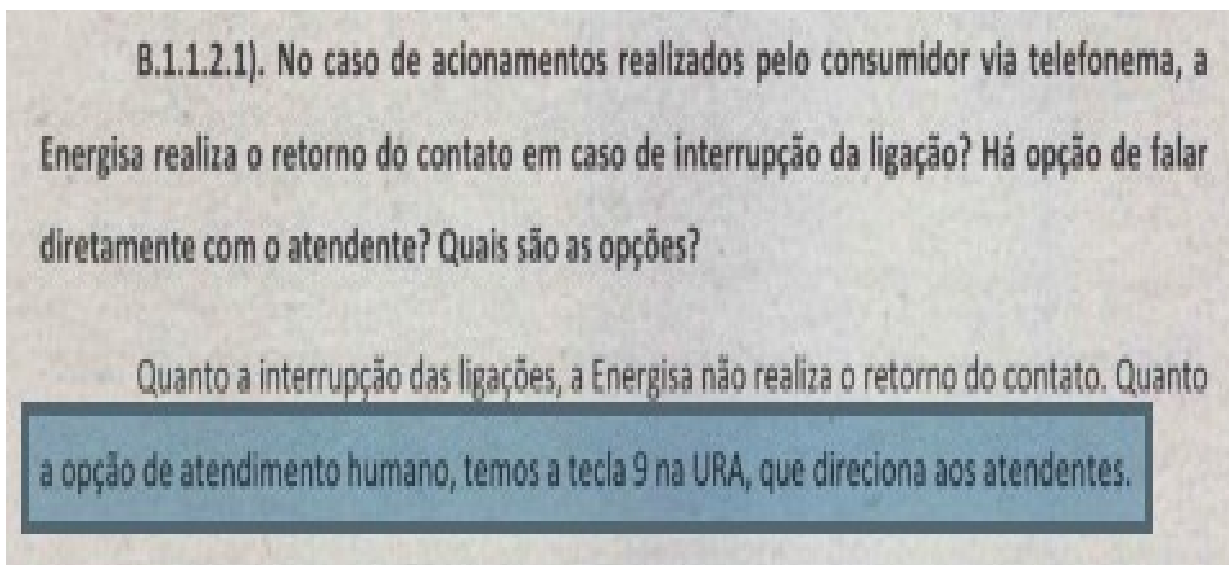 B.1.1.2.1). No caso de acionamentos realizados pelo consumidor via telefonema, a
Energisa realiza o retorno do contato em caso de interrupção da ligação? Há opção de falar
diretamente com o atendente? Quais são as opções?
Quanto a interrupção das ligações, a Energisa não realiza o retorno do contato. Quanto
a opção de atendimento humano, temos a tecla 9 na URA, que direciona aos atendentes.